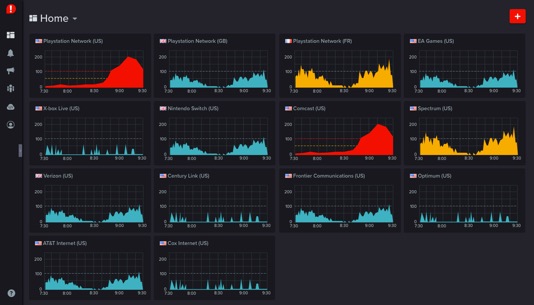 Home
+
Playstation Network (US)
200
100
0
7:30 8:00 8:30 9:00 9:30
Playstation Network (GB)
200
100
0
7:30 8:00 8:30 9:00 9:30
Playstation Network (FR)
200
100
0
7:30 8:00 8:30 9:00 9:30
EA Games (US)
200
100
0
7:30 8:00 8:30 9:00 9:30
X-box Live (US)
200
100
0
7:30 8:00 8:30 9:00 9:30
Nintendo Switch (US)
200
100
0
7:30 8:00 8:30 9:00 9:30
Comcast (US)
200
100
0
7:30 8:00 8:30 9:00 9:30
Spectrum (US)
200
100
0
7:30 8:00 8:30 9:00 9:30
Verizon (US)
200
100
0
7:30 8:00 8:30 9:00 9:30
Century Link (US)
200
100
0
7:30 8:00 8:30 9:00 9:30
Frontier Communications (US)
200
100
0
7:30 8:00 8:30 9:00 9:30
Optimum (US)
200
100
0
7:30 8:00 8:30 9:00 9:30
AT&T Internet (US)
200
100
0
7:30 8:00 8:30 9:00 9:30
Cox Internet (US)
200
100
0
7:30 8:00 8:30 9:00 9:30
?